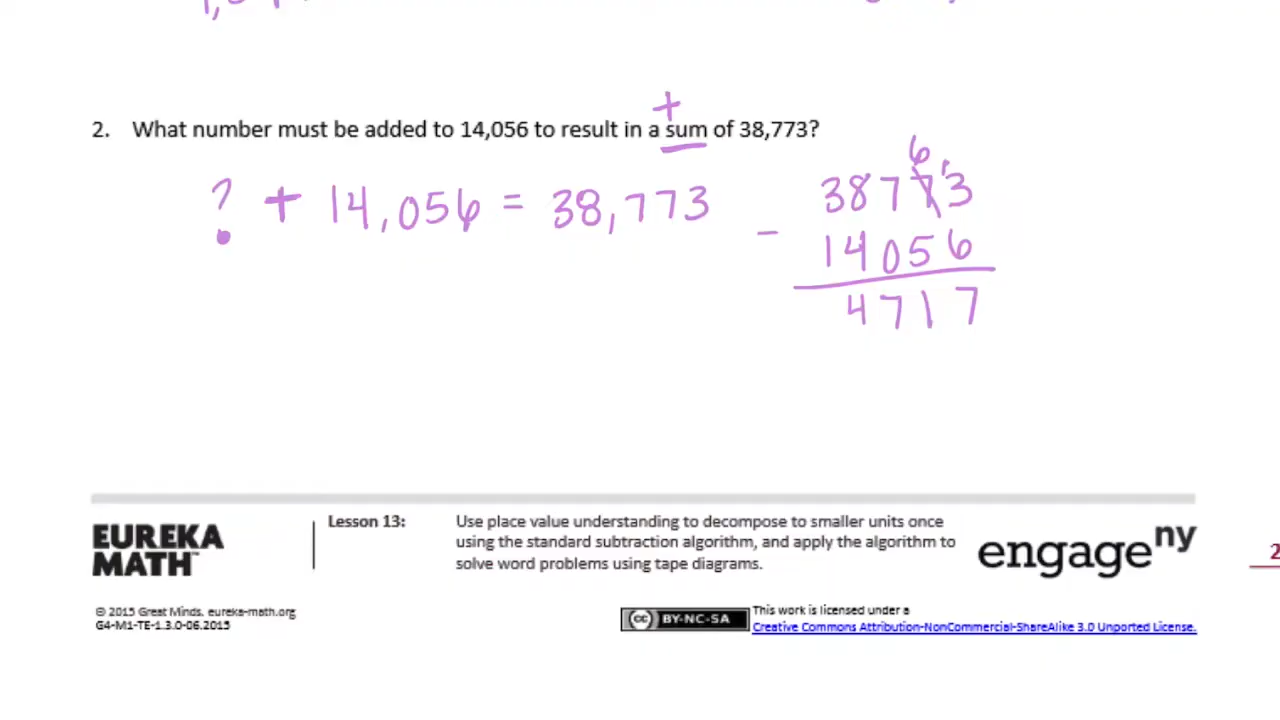 2. What number must be added to 14,056 to result in a sum of 38,773?
+
? + 14,056 = 38,773
6 1
38773
- 14056
4717
EUREKA MATH™
Lesson 13:
Use place value understanding to decompose to smaller units once
using the standard subtraction algorithm, and apply the algorithm to
solve word problems using tape diagrams.
engage ny
2
© 2015 Great Minds. eureka-math.org
G4-M1-TE-1.3.0-06.2015
cc BY-NC-SA
This work is licensed under a
Creative Commons Attribution-NonCommercial-ShareAlike 3.0 Unported License.